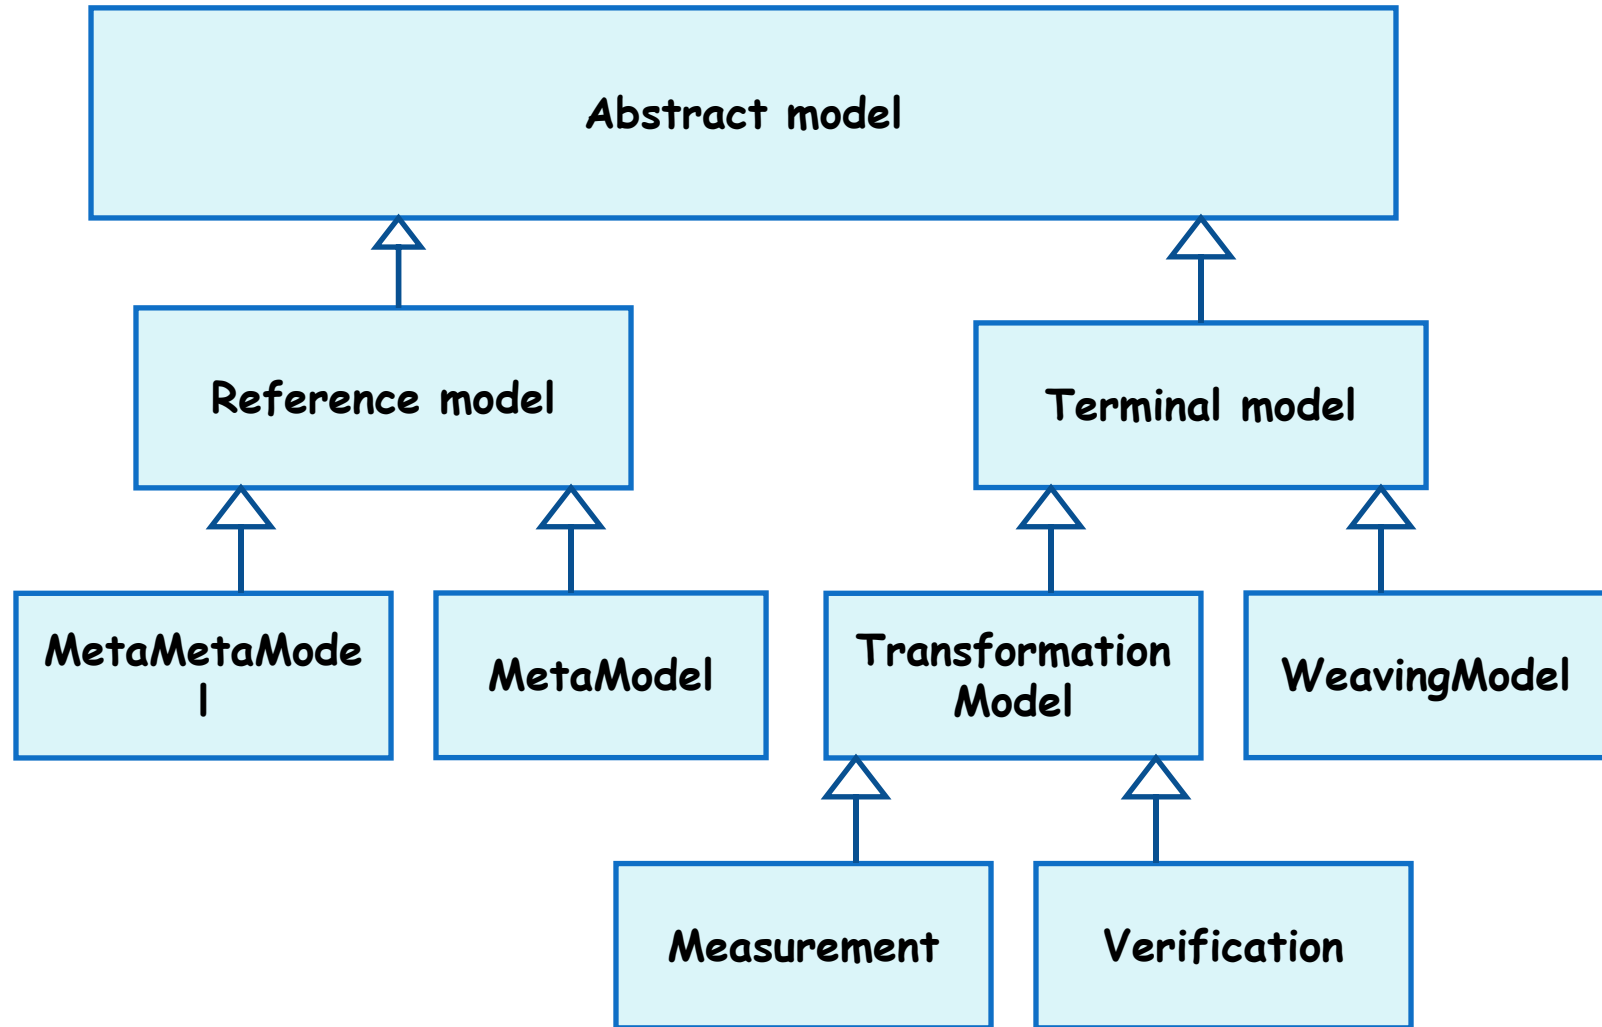 Abstract model
Reference model
Terminal model
MetaMetaMode
l
MetaModel
Transformation
Model
WeavingModel
Measurement
Verification